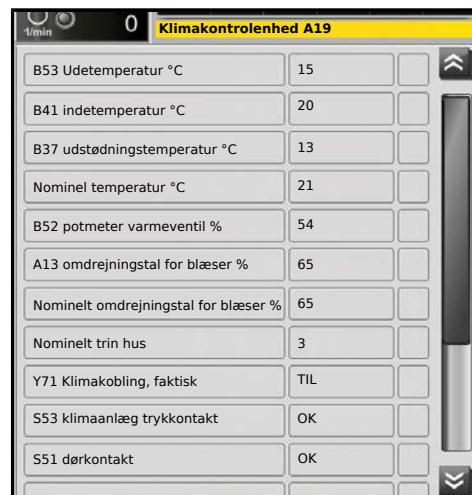 1/min
0
Klimakontrolenhed A19
B53 Udetemperatur °C 15
B41 indetemperatur °C 20
B37 udstødningstemperatur °C 13
Nominel temperatur °C 21
B52 potmeter varmeventil % 54
A13 omdrejningstal for blæser % 65
Nominelt omdrejningstal for blæser % 65
Nominelt trin hus 3
Y71 Klimakobling, faktisk TIL
S53 klimaanlæg trykkontakt OK
S51 dørkontakt OK